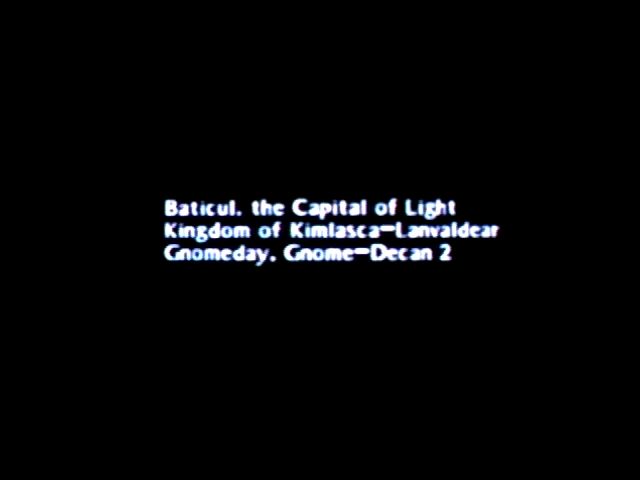 Baticul, the Capital of Light
Kingdom of Kimlasca-Lanvaldear
Gnomeday, Gnome-Decan 2